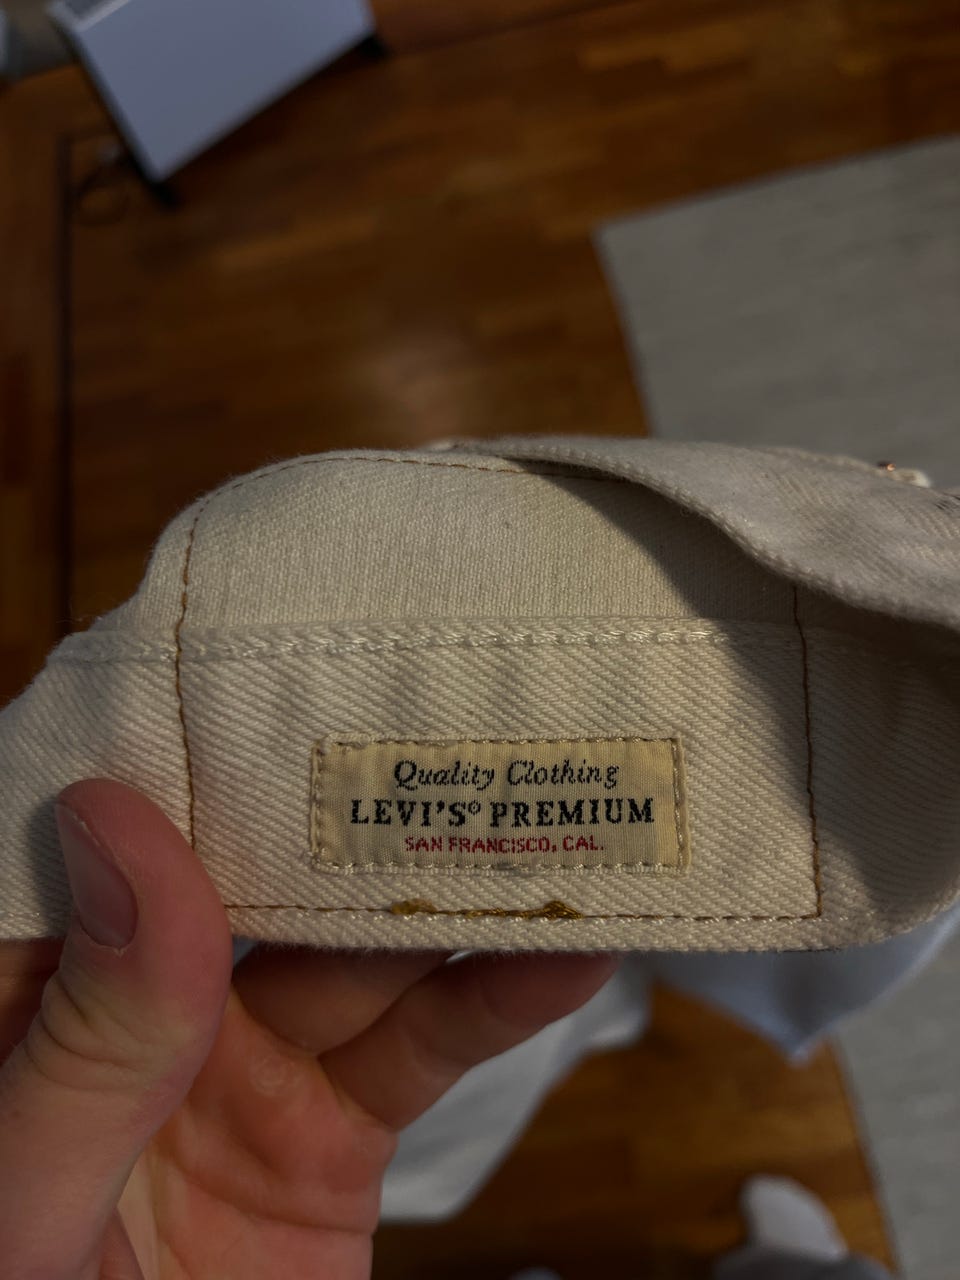 Quality Clothing
LEVI'S® PREMIUM
SAN FRANCISCO, CAL.